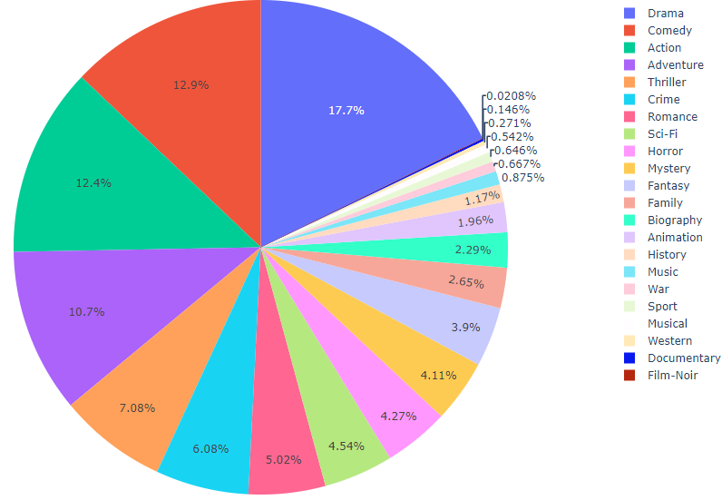 12.9%
17.7%
12.4%
10.7%
7.08%
6.08%
5.02%
4.54%
4.27%
4.11%
3.9%
2.65%
2.29%
1.96%
1.17%
0.875%
0.667%
0.646%
0.542%
0.271%
0.146%
0.0208%
Drama
Comedy
Action
Adventure
Thriller
Crime
Romance
Sci-Fi
Horror
Mystery
Fantasy
Family
Biography
Animation
History
Music
War
Sport
Musical
Western
Documentary
Film-Noir